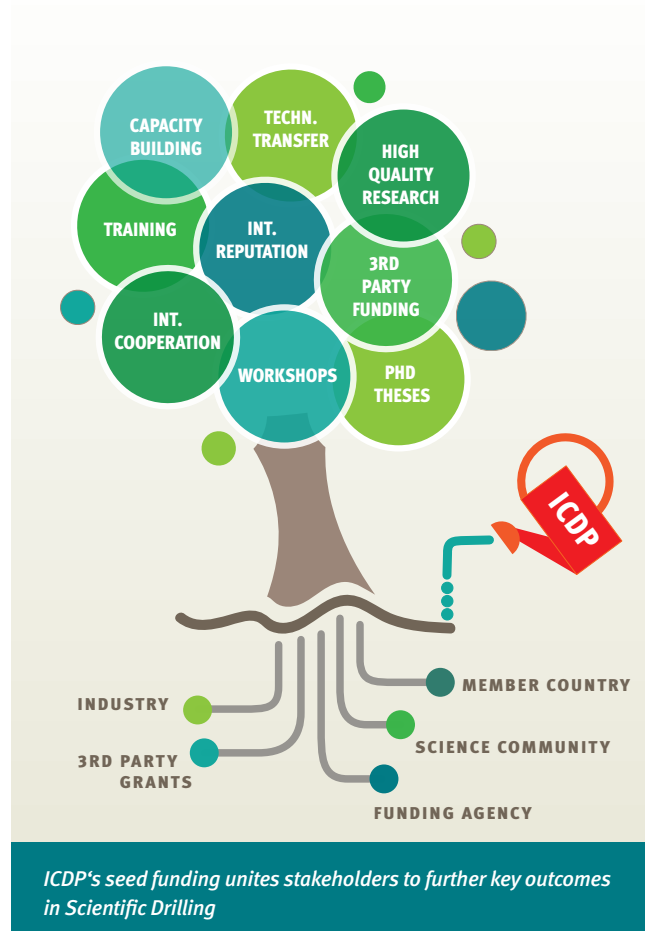 CAPACITY
BUILDING
TECHN.
TRANSFER
HIGH
QUALITY
RESEARCH
TRAINING
INT.
REPUTATION
3RD
PARTY
FUNDING
INT.
COOPERATION
WORKSHOPS
PHD
THESES
ICDP
INDUSTRY
MEMBER COUNTRY
3RD PARTY
GRANTS
SCIENCE COMMUNITY
FUNDING AGENCY
ICDP‘s seed funding unites stakeholders to further key outcomes
in Scientific Drilling